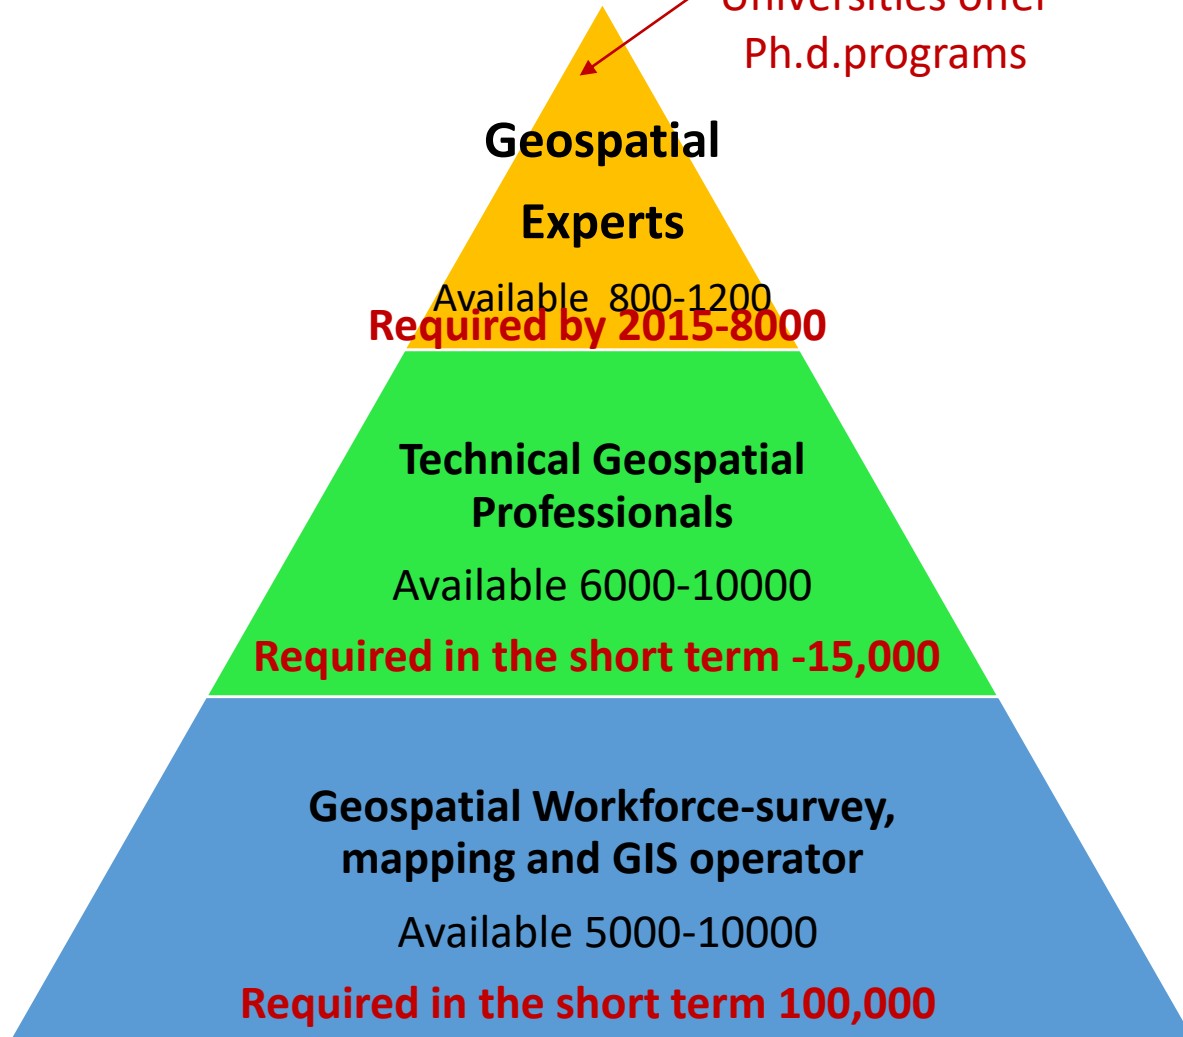 Universities offer
Ph.d.programs
Geospatial
Experts
Available 800-1200
Required by 2015-8000
Technical Geospatial
Professionals
Available 6000-10000
Required in the short term -15,000
Geospatial Workforce-survey,
mapping and GIS operator
Available 5000-10000
Required in the short term 100,000